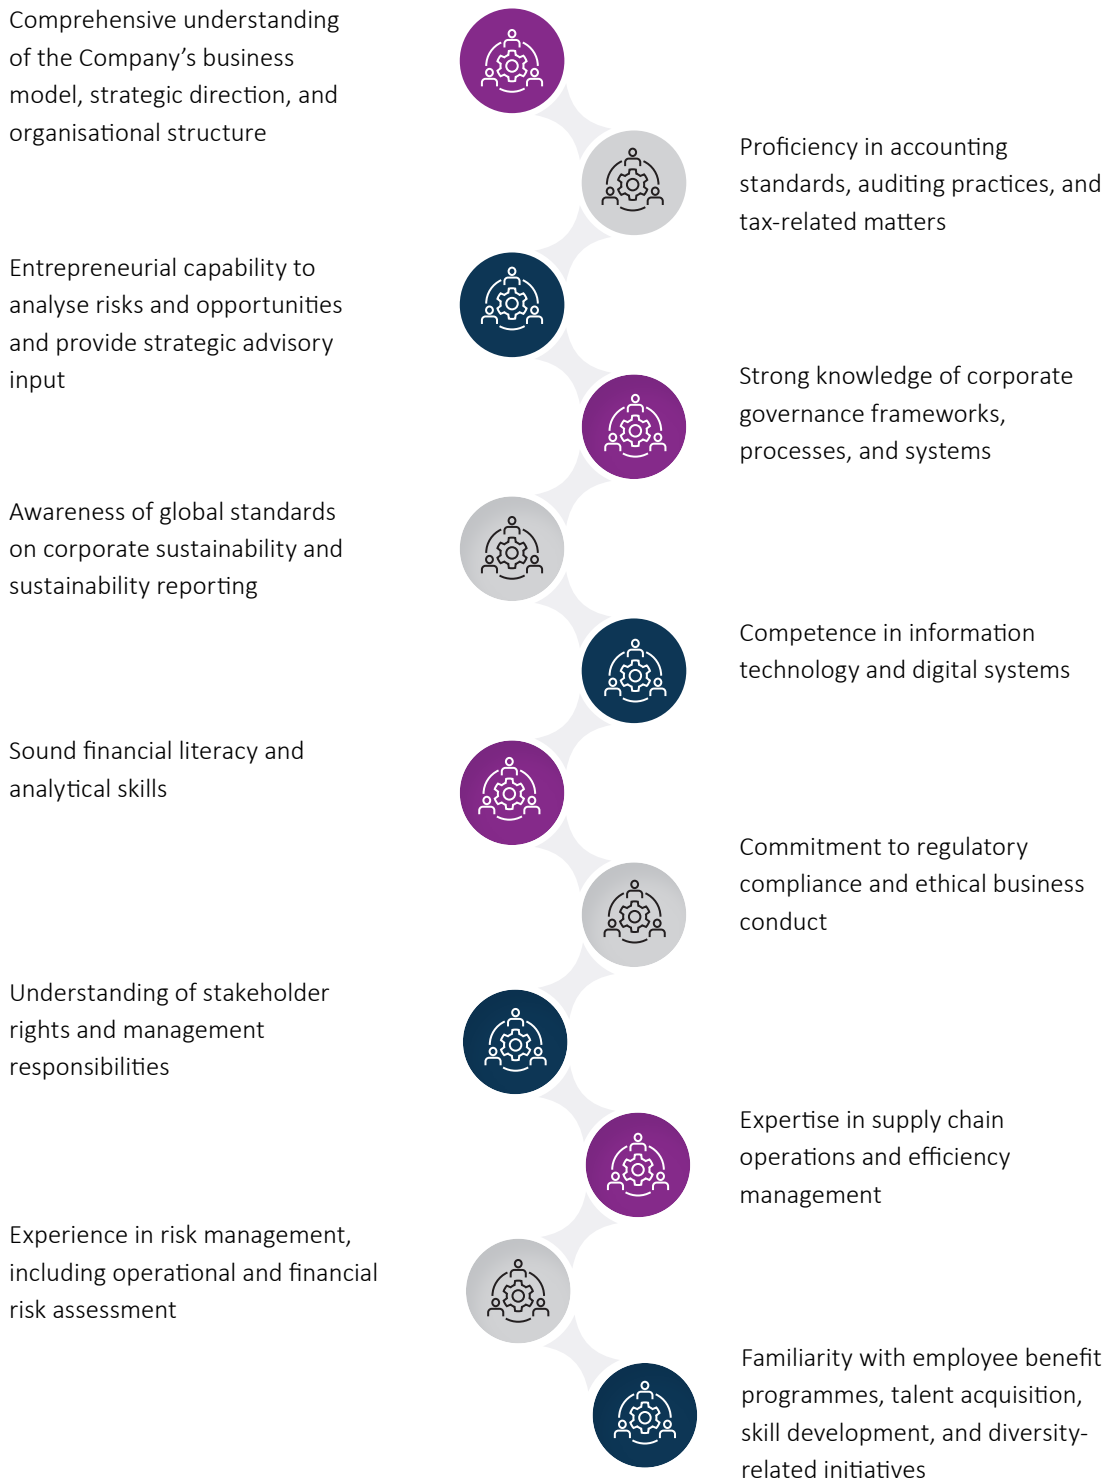 Comprehensive understanding
of the Company’s business
model, strategic direction, and
organisational structure
Proficiency in accounting
standards, auditing practices, and
tax-related matters
Entrepreneurial capability to
analyse risks and opportunities
and provide strategic advisory
input
Strong knowledge of corporate
governance frameworks,
processes, and systems
Awareness of global standards
on corporate sustainability and
sustainability reporting
Competence in information
technology and digital systems
Sound financial literacy and
analytical skills
Commitment to regulatory
compliance and ethical business
conduct
Understanding of stakeholder
rights and management
responsibilities
Expertise in supply chain
operations and efficiency
management
Experience in risk management,
including operational and financial
risk assessment
Familiarity with employee benefit
programmes, talent acquisition,
skill development, and diversity-
related initiatives